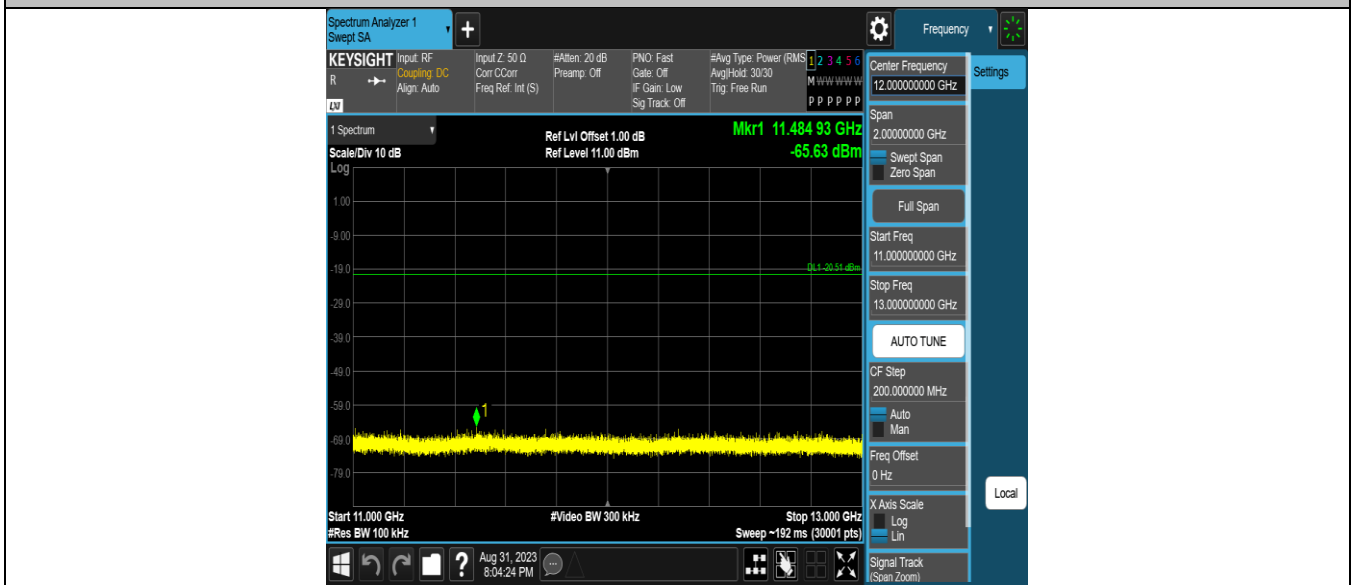 Spectrum Analyzer 1
Swept SA
+
Frequency
KEYSIGHT
R
LXI
Input: RF
Coupling: DC
Align: Auto
Input Z: 50 Ω
Corr CCorr
Freq Ref: Int (S)
#Atten: 20 dB
Preamp: Off
PNO: Fast
Gate: Off
IF Gain: Low
Sig Track: Off
#Avg Type: Power (RMS
Avg|Hold: 30/30
Trig: Free Run
1 2 3 4 5 6
M W W W W W
P P P P P P
1 Spectrum
Scale/Div 10 dB
Log
Ref Lvl Offset 1.00 dB
Ref Level 11.00 dBm
Mkr1 11.484 93 GHz
-65.63 dBm
1.00
-9.00
-19.0
DL1 -20.51 dBm
-29.0
-39.0
-49.0
-59.0
1
-69.0
-79.0
Start 11.000 GHz
#Res BW 100 kHz
#Video BW 300 kHz
Stop 13.000 GHz
Sweep ~192 ms (30001 pts)
?
Aug 31, 2023
8:04:24 PM
Center Frequency
12.000000000 GHz
Settings
Span
2.00000000 GHz
Swept Span
Zero Span
Full Span
Start Freq
11.000000000 GHz
Stop Freq
13.000000000 GHz
AUTO TUNE
CF Step
200.000000 MHz
Auto
Man
Freq Offset
0 Hz
Local
X Axis Scale
Log
Lin
Signal Track
(Span Zoom)